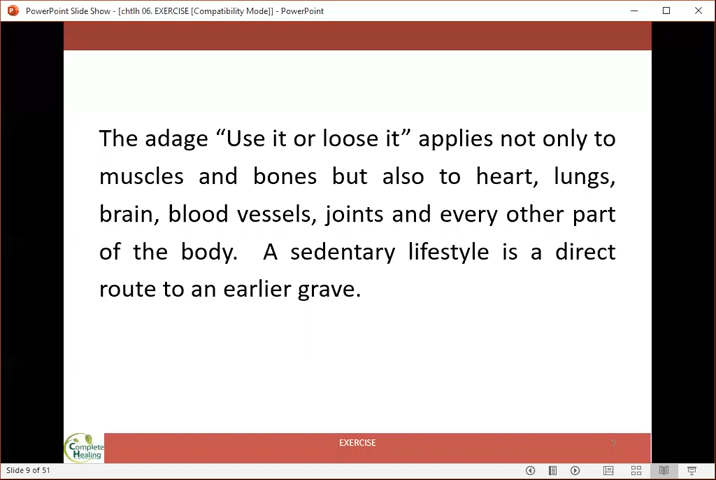 PowerPoint Slide Show - [chtlh 06. EXERCISE [Compatibility Mode]] - PowerPoint
The adage “Use it or loose it” applies not only to
muscles and bones but also to heart, lungs,
brain, blood vessels, joints and every other part
of the body. A sedentary lifestyle is a direct
route to an earlier grave.
Complete
Healing
EXERCISE
9
Slide 9 of 51